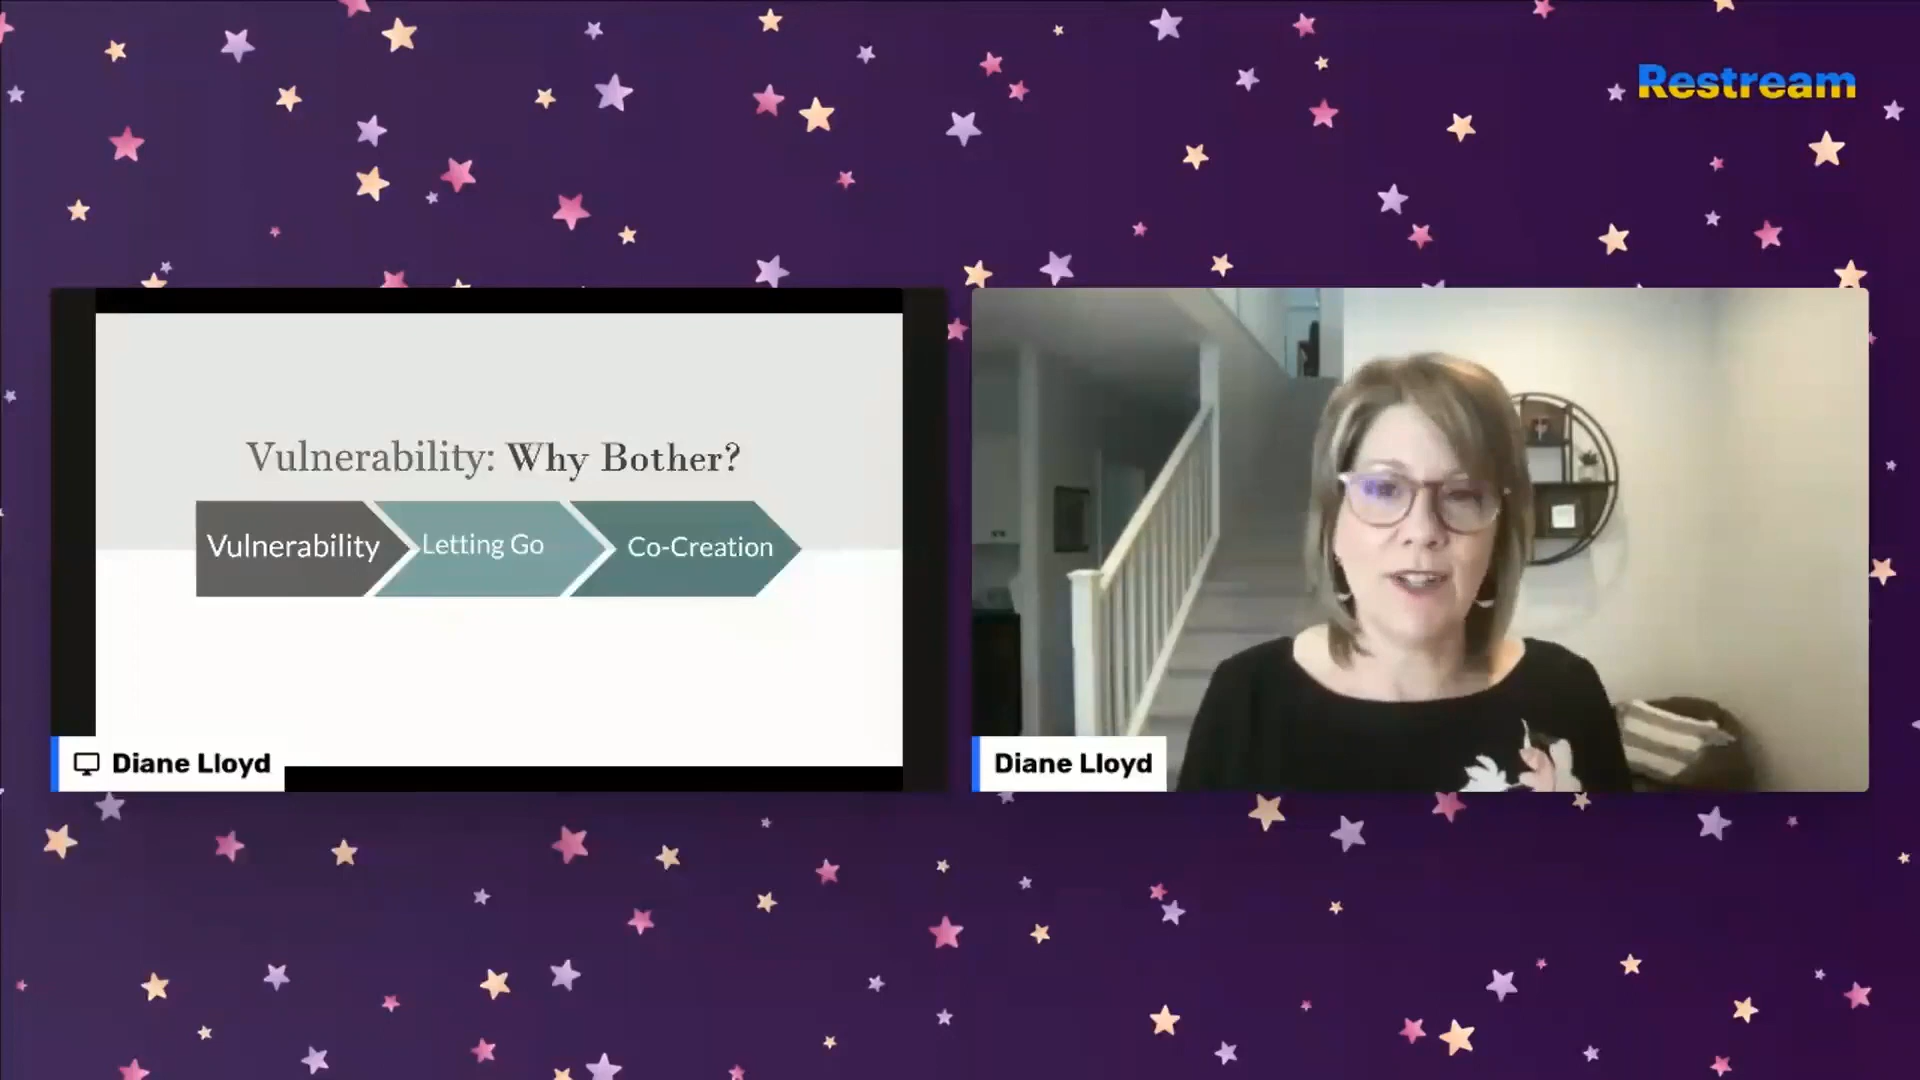 Restream
Vulnerability: Why Bother?
Vulnerability
Letting Go
Co-Creation
Diane Lloyd
Diane Lloyd